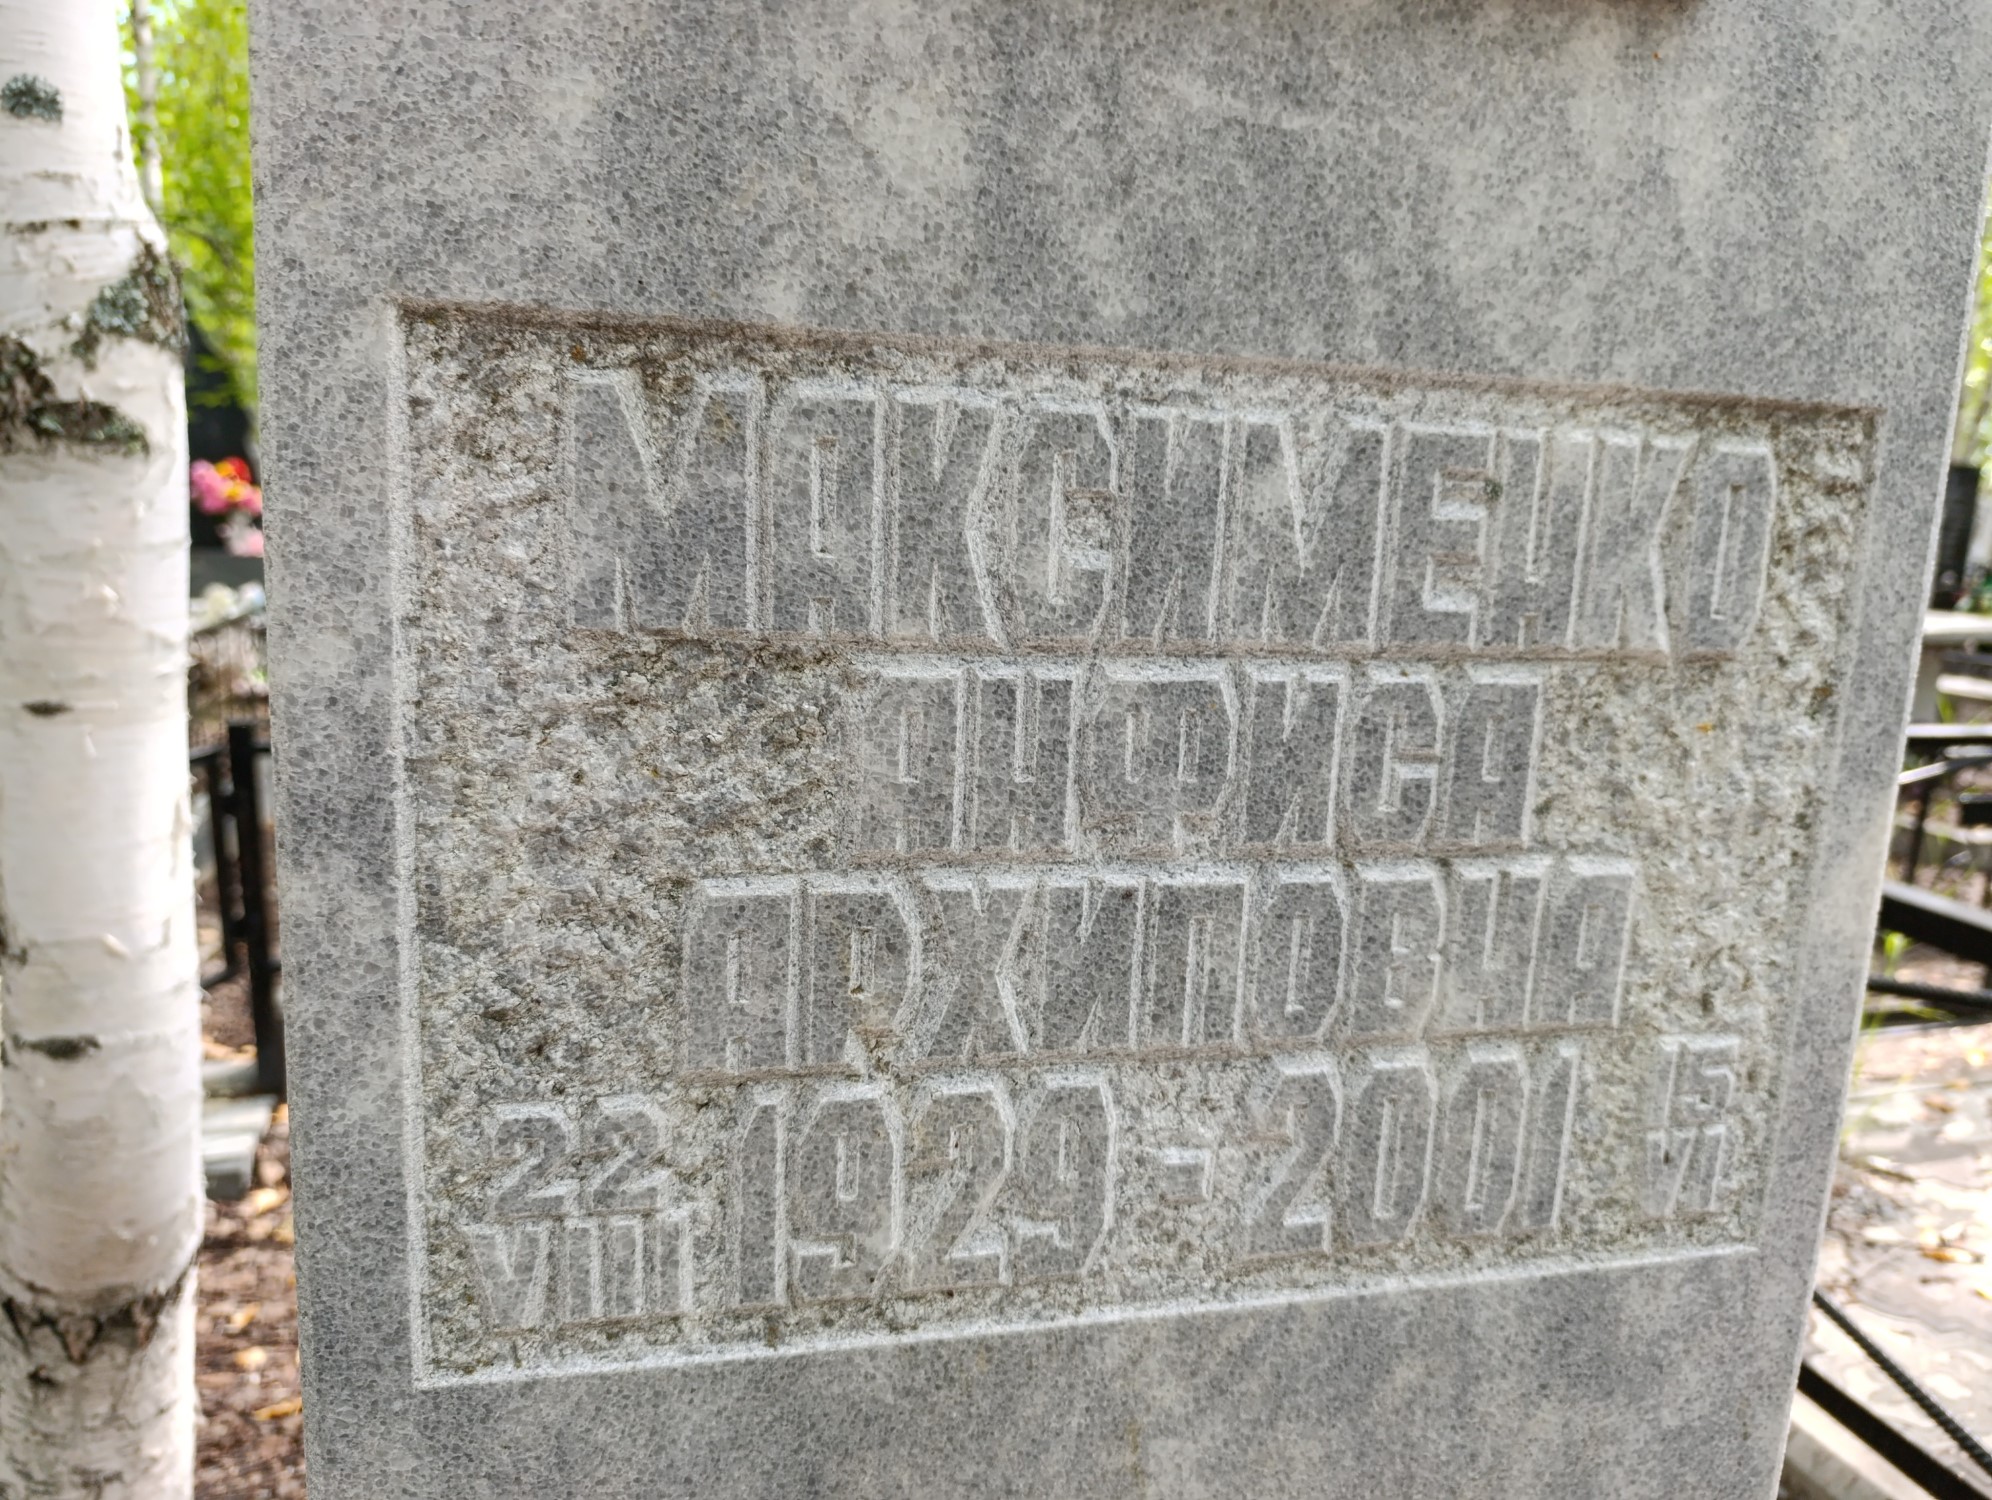 МАКСИМЕНКО
АНФИСА
АРХИПОВНА
22 VIII 1929-2001 15 VI